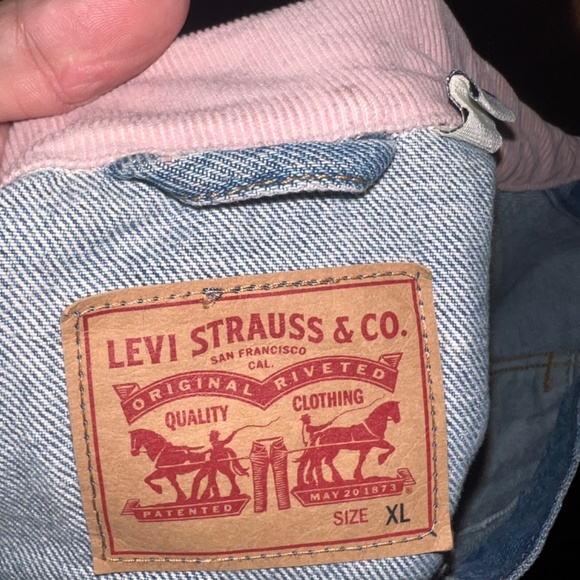 LEVI STRAUSS & CO.
SAN FRANCISCO
CAL.
ORIGINAL RIVETED
QUALITY CLOTHING
PATENTED MAY 20 1873
SIZE XL